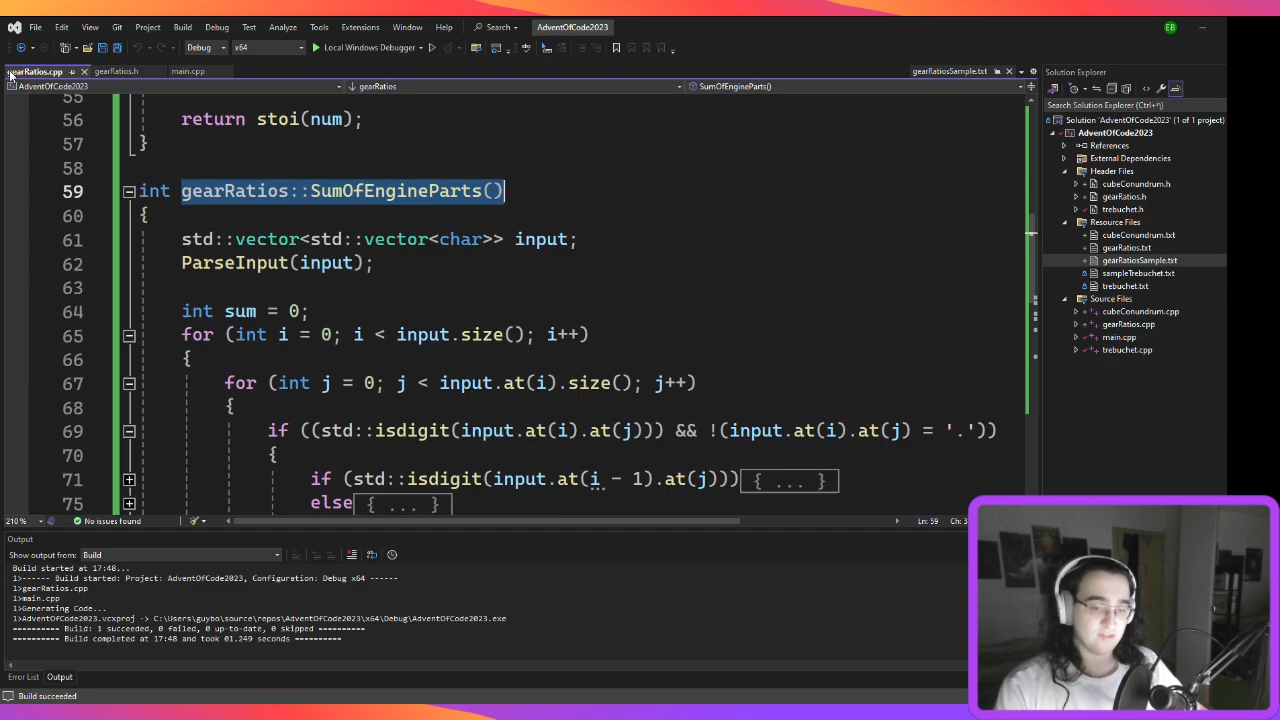 File Edit View Git Project Build Debug Test Analyze Tools Extensions Window Help Search AdventOfCode2023 EB
Debug x64 Local Windows Debugger
gearRatios.cpp gearRatios.h main.cpp gearRatiosSample.txt
AdventOfCode2023 gearRatios SumOfEngineParts()
55
56 return stoi(num);
57 }
58
59 int gearRatios::SumOfEngineParts()
60 {
61 std::vector<std::vector<char>> input;
62 ParseInput(input);
63
64 int sum = 0;
65 for (int i = 0; i < input.size(); i++)
66 {
67 for (int j = 0; j < input.at(i).size(); j++)
68 {
69 if ((std::isdigit(input.at(i).at(j))) && !(input.at(i).at(j) = '.'))
70 {
71 if (std::isdigit(input.at(i - 1).at(j))){ ... }
75 else{ ... }
210 % No issues found Ln: 59 Ch: 3
Output
Show output from: Build
Build started at 17:48...
1>------ Build started: Project: AdventOfCode2023, Configuration: Debug x64 ------
1>gearRatios.cpp
1>main.cpp
1>Generating Code...
1>AdventOfCode2023.vcxproj -> C:\Users\guybo\source\repos\AdventOfCode2023\x64\Debug\AdventOfCode2023.exe
========== Build: 1 succeeded, 0 failed, 0 up-to-date, 0 skipped ==========
========== Build completed at 17:48 and took 01.249 seconds ==========
Error List Output
Build succeeded
Solution Explorer
Search Solution Explorer (Ctrl+')
Solution 'AdventOfCode2023' (1 of 1 project)
AdventOfCode2023
References
External Dependencies
Header Files
cubeConundrum.h
gearRatios.h
trebuchet.h
Resource Files
cubeConundrum.txt
gearRatios.txt
gearRatiosSample.txt
sampleTrebuchet.txt
trebuchet.txt
Source Files
cubeConundrum.cpp
gearRatios.cpp
main.cpp
trebuchet.cpp